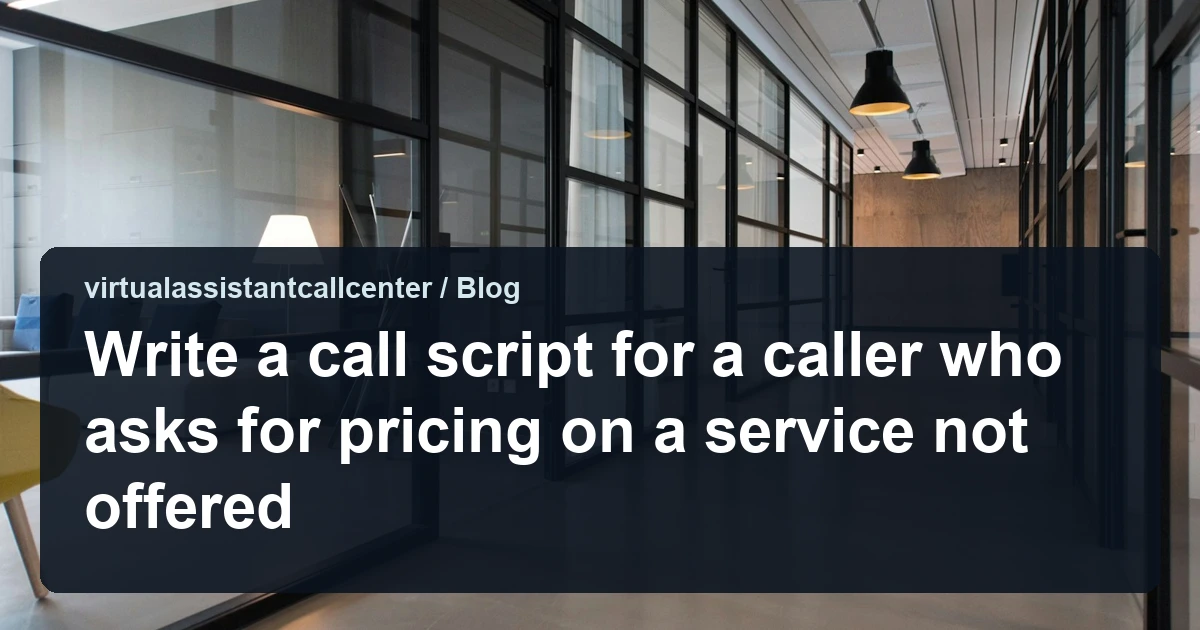 virtualassistantcallcenter / Blog
Write a call script for a caller who
asks for pricing on a service not
offered